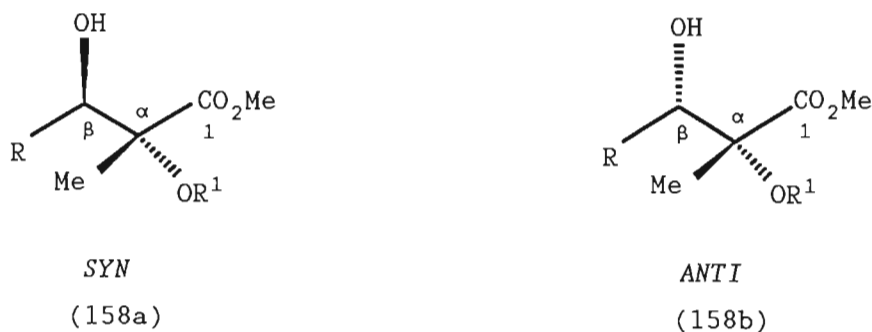 OH OH
α CO₂Me α CO₂Me
β 1 β 1
R R
Me OR¹ Me OR¹
SYN ANTI
(158a) (158b)